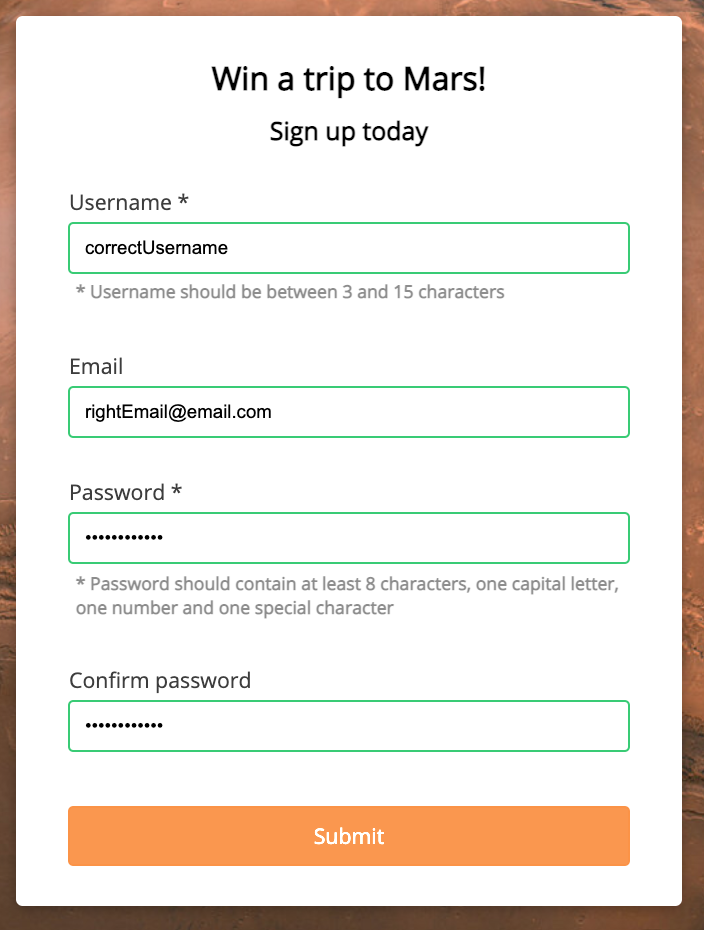 Win a trip to Mars!
Sign up today
Username *
correctUsername
* Username should be between 3 and 15 characters
Email
rightEmail@email.com
Password *
••••••••••••
* Password should contain at least 8 characters, one capital letter,
one number and one special character
Confirm password
••••••••••••
Submit